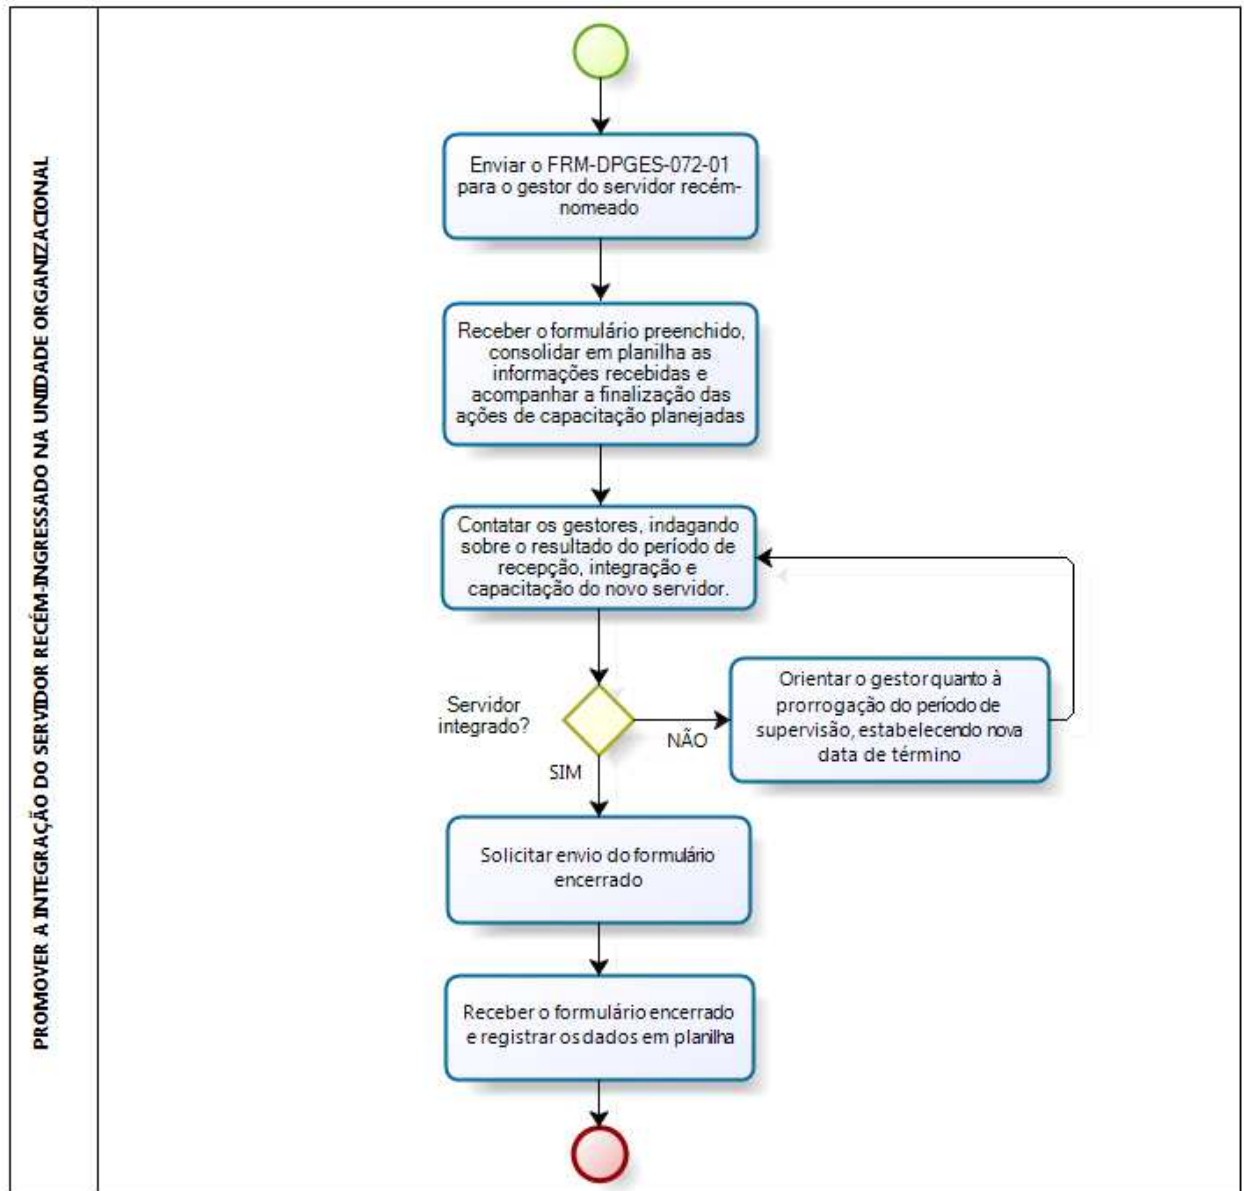 PROMOVER A INTEGRAÇÃO DO SERVIDOR RECÉM-INGRESSADO NA UNIDADE ORGANIZACIONAL
Enviar o FRM-DPGES-072-01
para o gestor do servidor recém-
nomeado
Receber o formulário preenchido,
consolidar em planilha as
informações recebidas e
acompanhar a finalização das
ações de capacitação planejadas
Contatar os gestores, indagando
sobre o resultado do período de
recepção, integração e
capacitação do novo servidor.
Servidor
integrado?
NÃO
Orientar o gestor quanto à
prorrogação do período de
supervisão, estabelecendo nova
data de término
SIM
Solicitar envio do formulário
encerrado
Receber o formulário encerrado
e registrar os dados em planilha